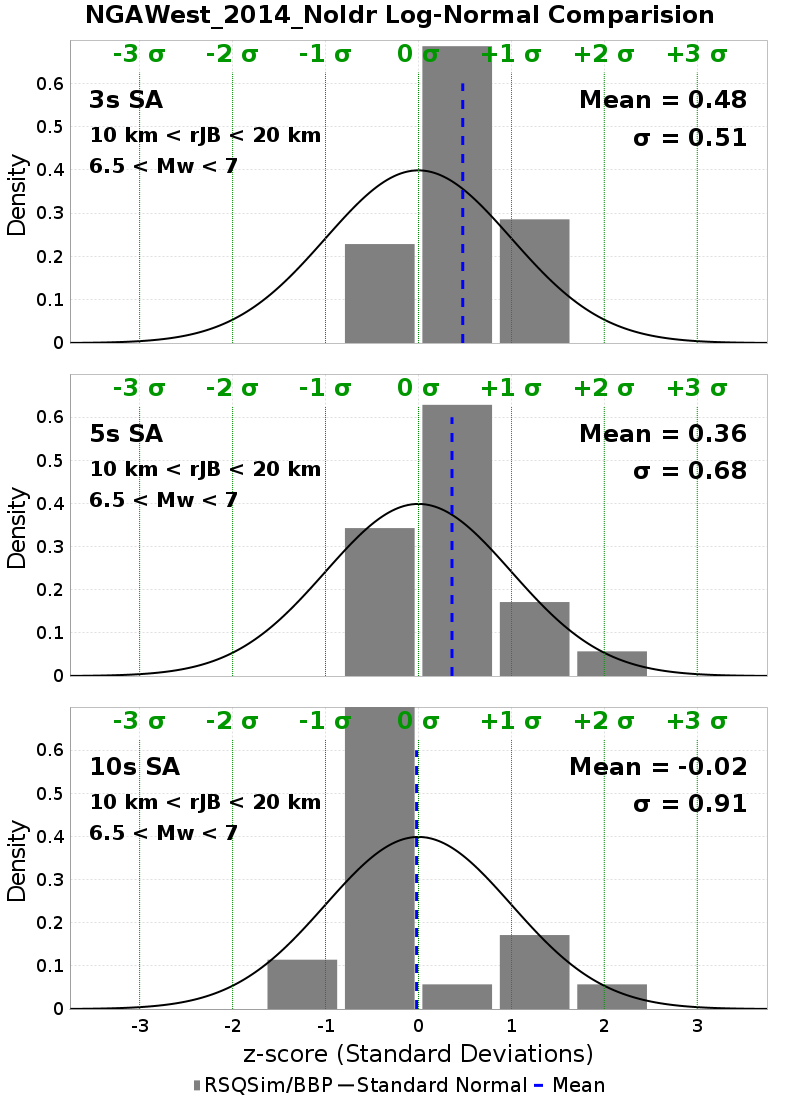 NGAWest_2014_NoIdr Log-Normal Comparision
-3 σ -2 σ -1 σ 0 σ +1 σ +2 σ +3 σ
3s SA
10 km < rJB < 20 km
6.5 < Mw < 7
Mean = 0.48
σ = 0.51
Density
0.6
0.5
0.4
0.3
0.2
0.1
0
-3 σ -2 σ -1 σ 0 σ +1 σ +2 σ +3 σ
5s SA
10 km < rJB < 20 km
6.5 < Mw < 7
Mean = 0.36
σ = 0.68
Density
0.6
0.5
0.4
0.3
0.2
0.1
0
-3 σ -2 σ -1 σ 0 σ +1 σ +2 σ +3 σ
10s SA
10 km < rJB < 20 km
6.5 < Mw < 7
Mean = -0.02
σ = 0.91
Density
0.6
0.5
0.4
0.3
0.2
0.1
0
-3 -2 -1 0 1 2 3
z-score (Standard Deviations)
RSQSim/BBP Standard Normal Mean